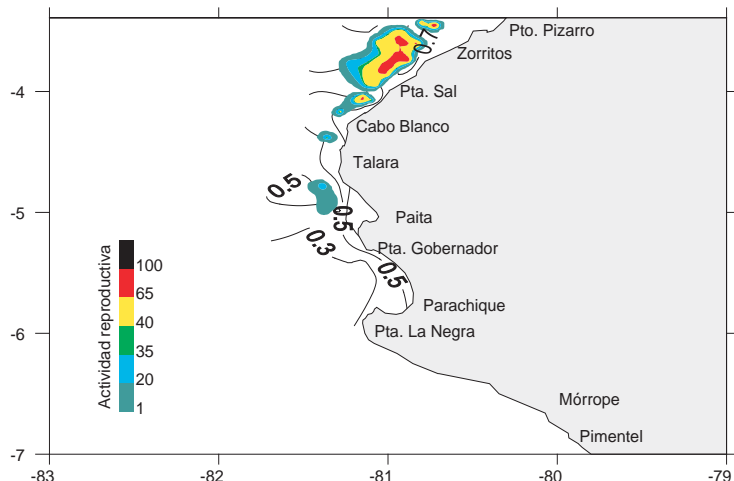 Pto. Pizarro
Zorritos
-4
Pta. Sal
Cabo Blanco
Talara
0.5
-5
0.5
Paita
0.3
Pta. Gobernador
0.5
Actividad reproductiva
100
65
40
35
20
1
Parachique
-6
Pta. La Negra
Mórrope
Pimentel
-7
-83
-82
-81
-80
-79